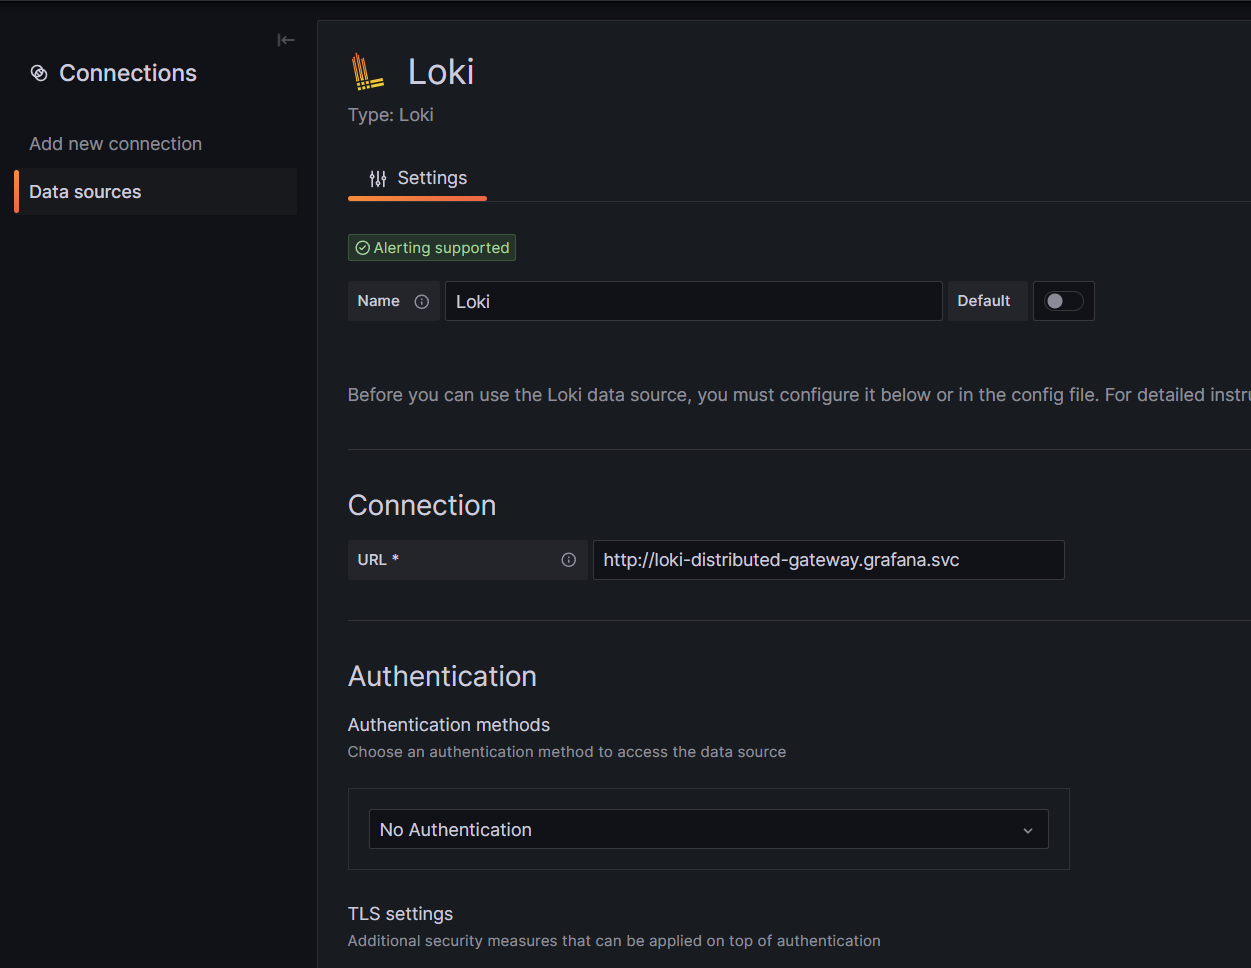 Connections
Add new connection
Data sources
Loki
Type: Loki
Settings
Alerting supported
Name Loki Default
Before you can use the Loki data source, you must configure it below or in the config file. For detailed instru
Connection
URL * http://loki-distributed-gateway.grafana.svc
Authentication
Authentication methods
Choose an authentication method to access the data source
No Authentication
TLS settings
Additional security measures that can be applied on top of authentication